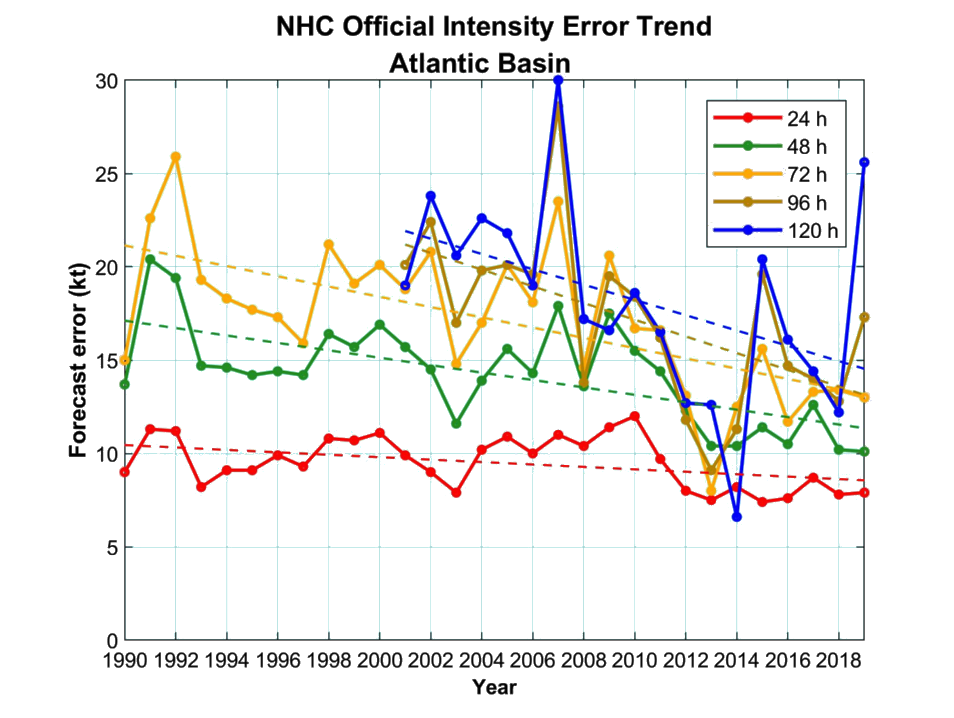 NHC Official Intensity Error Trend
Atlantic Basin
30
25
20
15
10
5
0
Forecast error (kt)
24 h
48 h
72 h
96 h
120 h
1990 1992 1994 1996 1998 2000 2002 2004 2006 2008 2010 2012 2014 2016 2018
Year